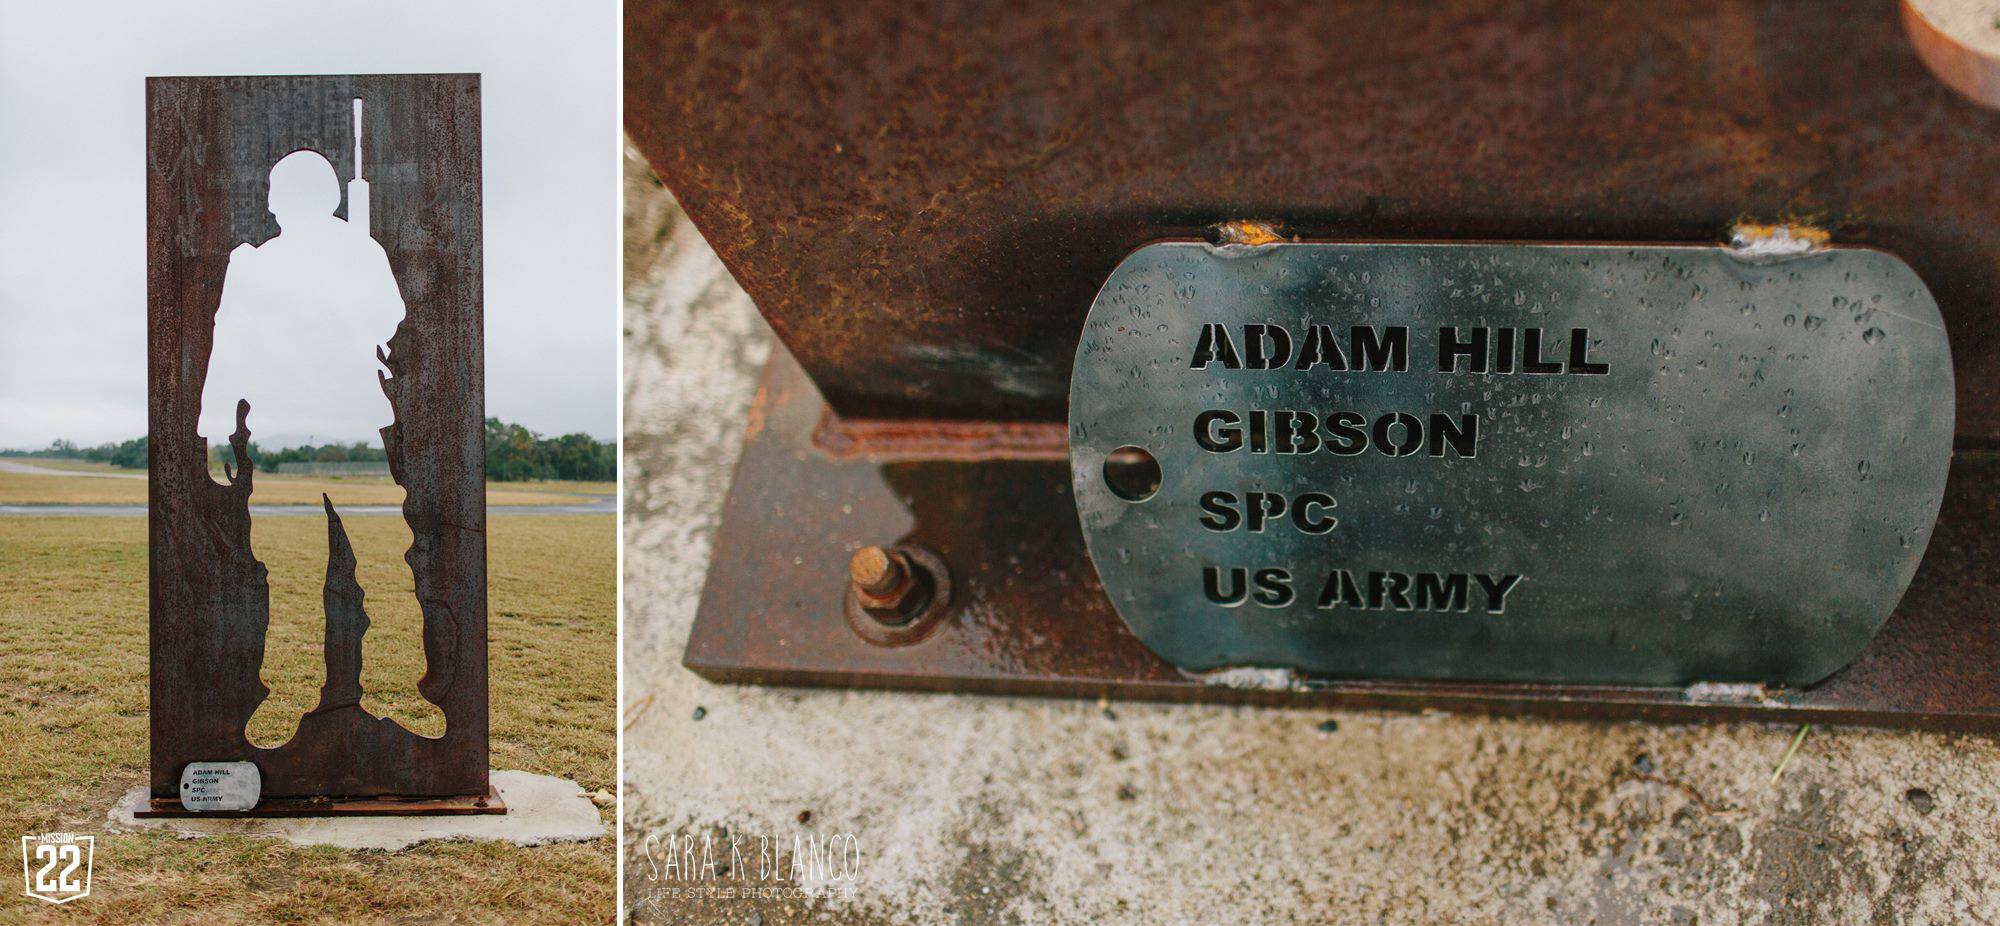 ADAM HILL
GIBSON
SPC
US ARMY
MISSION
22
ADAM HILL
GIBSON
SPC
US ARMY
SARA K BLANCO
LIFE STYLE PHOTOGRAPHY